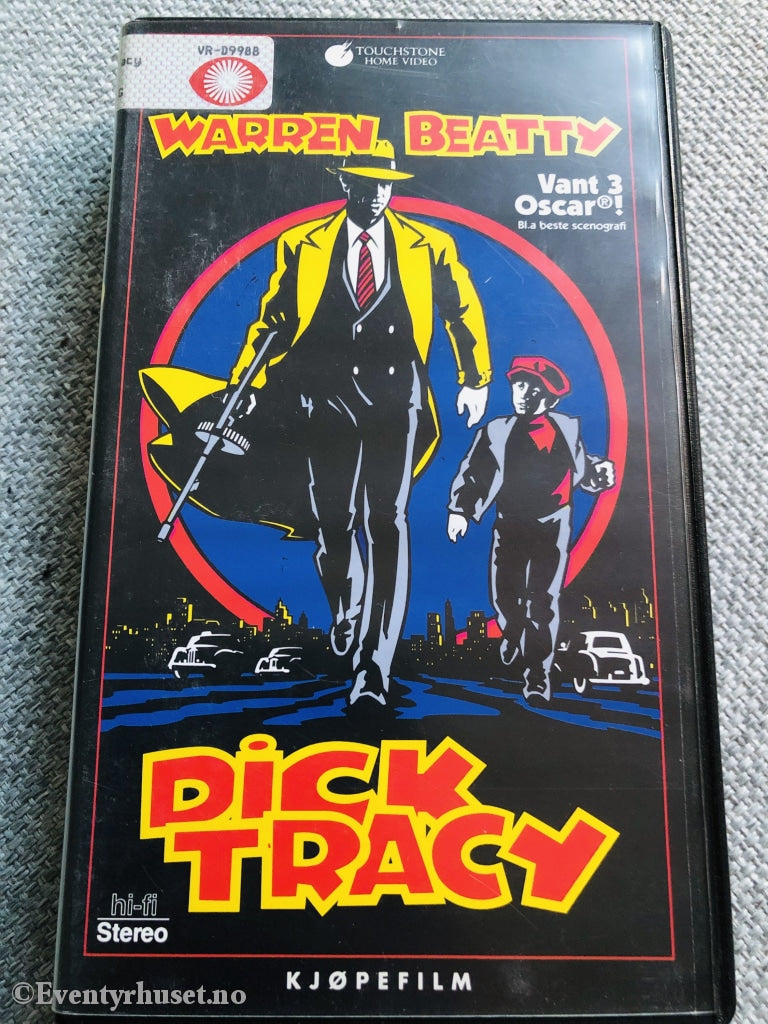 VR-D9988
TOUCHSTONE
HOME VIDEO
WARREN BEATTY
Vant 3
Oscar®!
Bl.a beste scenografi
DiCK
TRACY
hi-fi
Stereo
KJØPEFILM
©Eventyrhuset.no